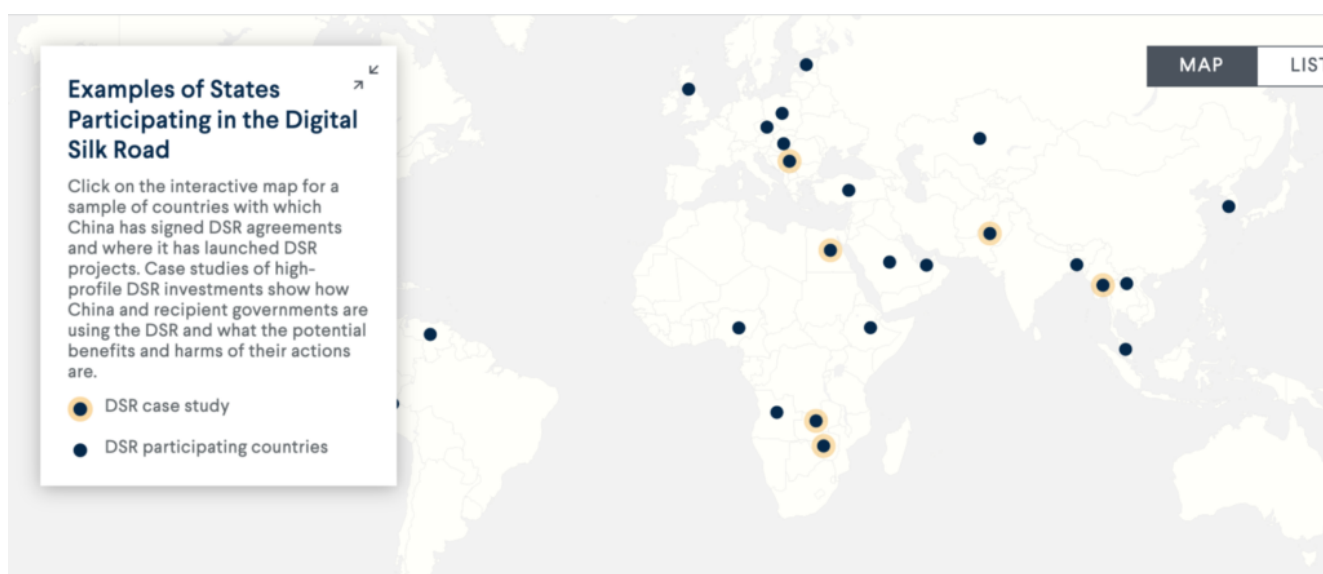 Examples of States
Participating in the Digital
Silk Road
Click on the interactive map for a
sample of countries with which
China has signed DSR agreements
and where it has launched DSR
projects. Case studies of high-
profile DSR investments show how
China and recipient governments are
using the DSR and what the potential
benefits and harms of their actions
are.
DSR case study
DSR participating countries
MAP
LIST